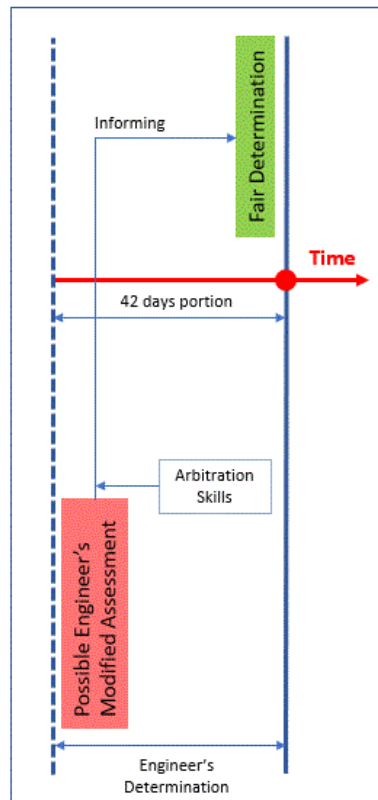 Informing
Fair Determination
Time
42 days portion
Arbitration
Skills
Possible Engineer's
Modified Assessment
Engineer's
Determination